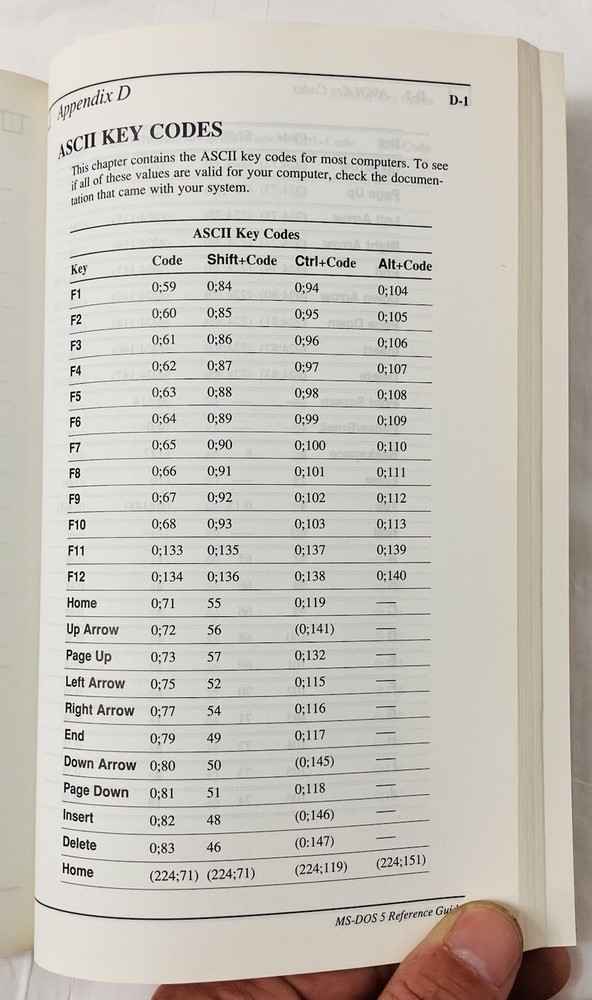 Appendix D
D-1
ASCII KEY CODES
This chapter contains the ASCII key codes for most computers. To see
if all of these values are valid for your computer, check the documen-
tation that came with your system.
ASCII Key Codes
Key Code Shift+Code Ctrl+Code Alt+Code
F1 0;59 0;84 0;94 0;104
F2 0;60 0;85 0;95 0;105
F3 0;61 0;86 0;96 0;106
F4 0;62 0;87 0;97 0;107
F5 0;63 0;88 0;98 0;108
F6 0;64 0;89 0;99 0;109
F7 0;65 0;90 0;100 0;110
F8 0;66 0;91 0;101 0;111
F9 0;67 0;92 0;102 0;112
F10 0;68 0;93 0;103 0;113
F11 0;133 0;135 0;137 0;139
F12 0;134 0;136 0;138 0;140
Home 0;71 55 0;119 —
Up Arrow 0;72 56 (0;141) —
Page Up 0;73 57 0;132 —
Left Arrow 0;75 52 0;115 —
Right Arrow 0;77 54 0;116 —
End 0;79 49 0;117 —
Down Arrow 0;80 50 (0;145) —
Page Down 0;81 51 0;118 —
Insert 0;82 48 (0;146) —
Delete 0;83 46 (0:147) —
Home (224;71) (224;71) (224;119) (224;151)
MS-DOS 5 Reference